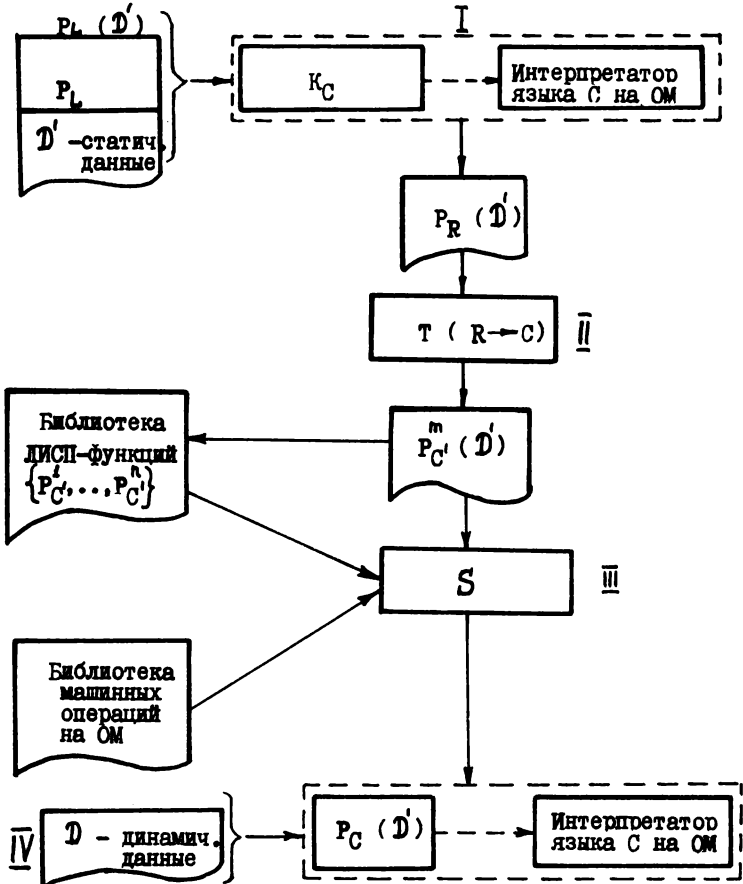 I
P_L (D')
P_L
D' - статич.
данные
K_C
Интерпретатор
языка С на ОМ
P_R (D')
T ( R → C)
II
Библиотека
ЛИСП-функций
{P^1_C',..,P^n_C'}
P^m_C' (D')
S
III
Библиотека
машинных
операций
на ОМ
IV
D - динамич.
данные
P_C (D')
Интерпретатор
языка С на ОМ